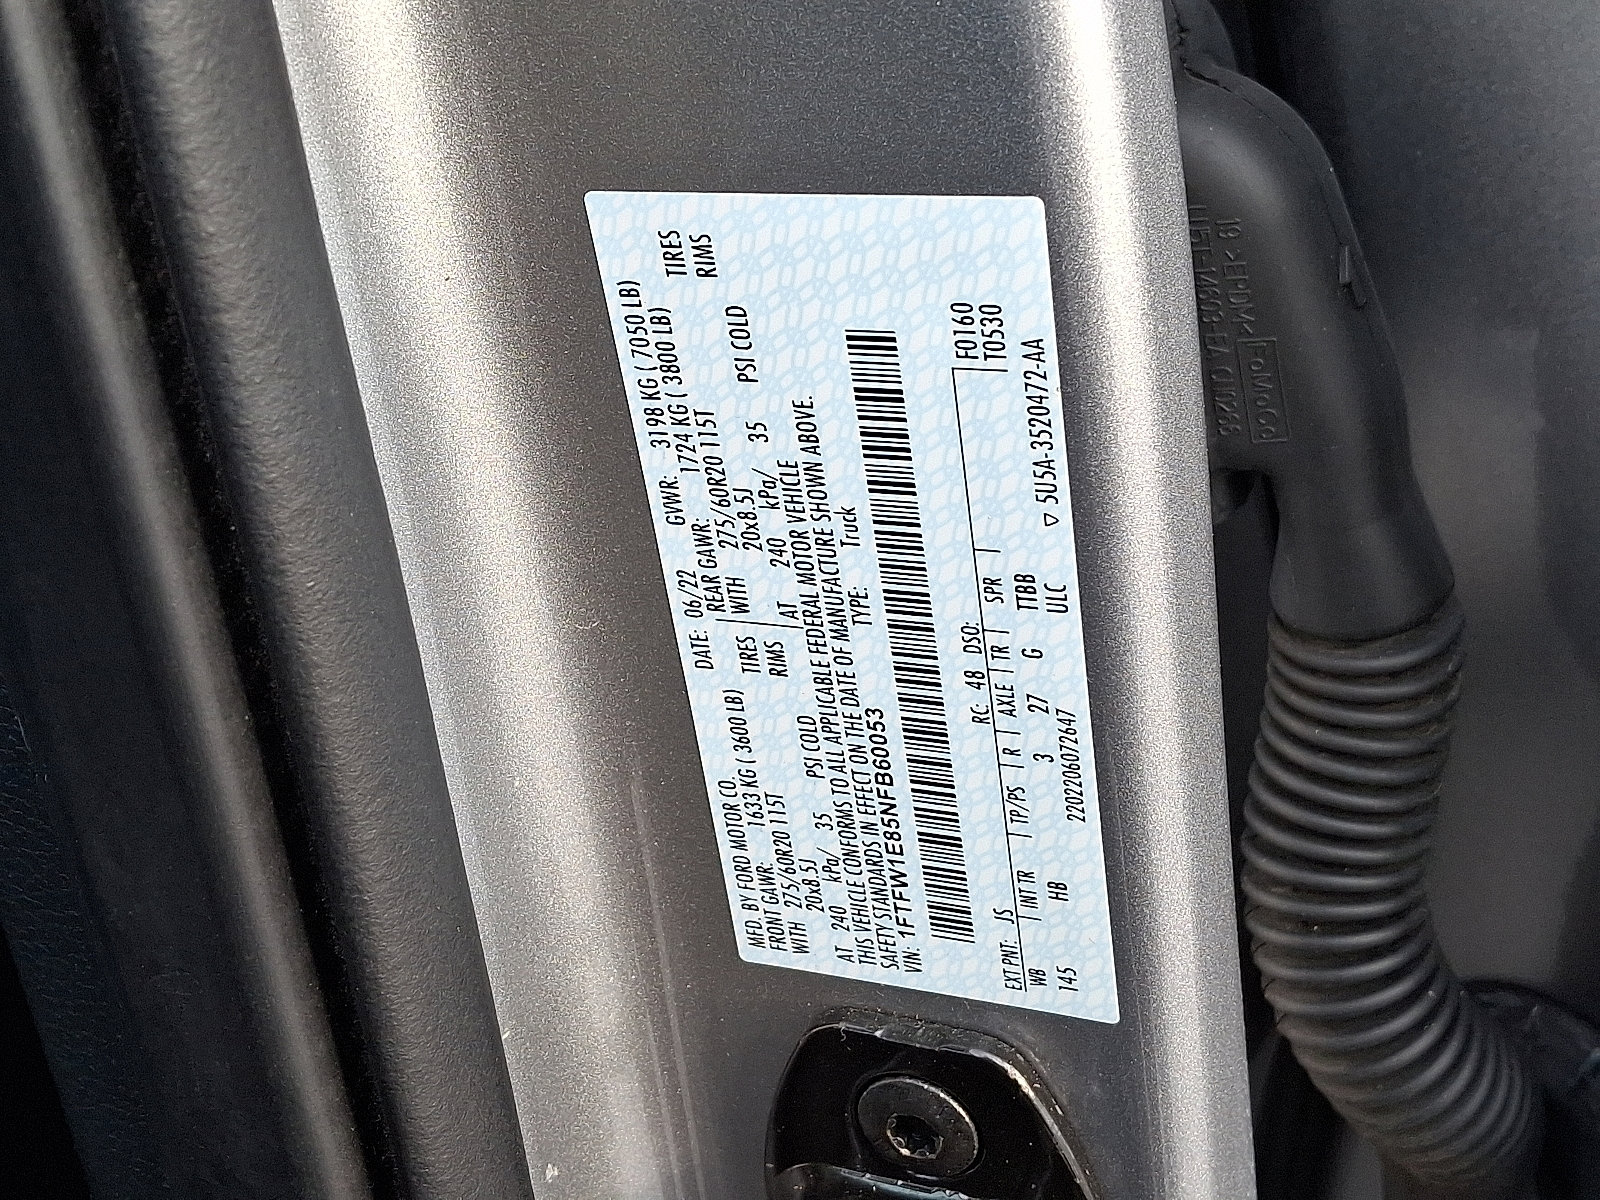 MFD. BY FORD MOTOR CO. DATE: 06/22 GVWR: 3198 KG ( 7050 LB)
FRONT GAWR: 1633 KG ( 3600 LB) REAR GAWR: 1724 KG ( 3800 LB)
WITH 275/60R20 115T TIRES WITH 275/60R20 115T TIRES
20x8.5J RIMS 20x8.5J RIMS
AT 240 kPa/ 35 PSI COLD AT 240 kPa/ 35 PSI COLD
THIS VEHICLE CONFORMS TO ALL APPLICABLE FEDERAL MOTOR VEHICLE
SAFETY STANDARDS IN EFFECT ON THE DATE OF MANUFACTURE SHOWN ABOVE.
VIN: 1FTFW1E85NFB60053 TYPE: Truck
F0160
T0530
EXT PNT: JS RC: 48 DSO:
WB INT TR TP/PS R AXLE TR SPR
145 HB 3 27 G TTBB
2202206072647 ULC
5U5A-3520472-AA
19 >EPDM<
FoMoCo